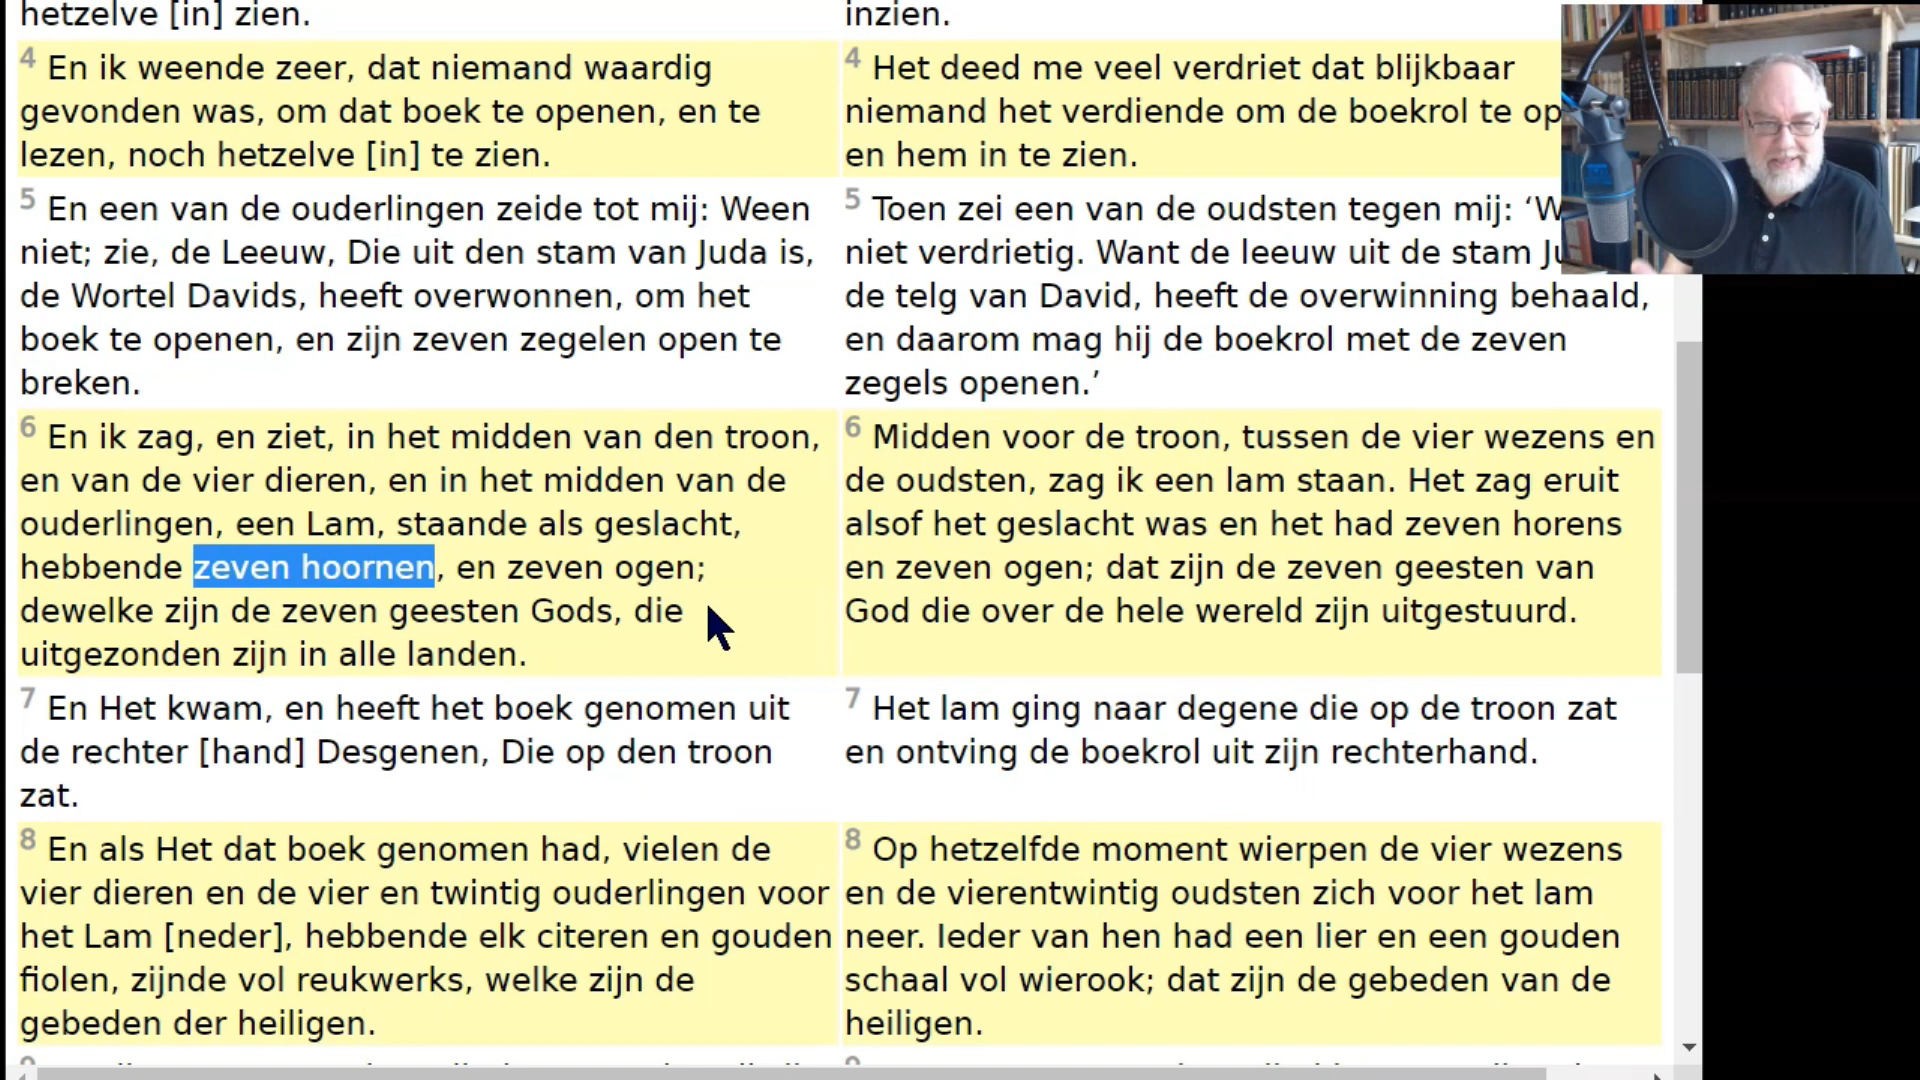 hetzelve [in] zien.
4 En ik weende zeer, dat niemand waardig
gevonden was, om dat boek te openen, en te
lezen, noch hetzelve [in] te zien.
5 En een van de ouderlingen zeide tot mij: Ween
niet; zie, de Leeuw, Die uit den stam van Juda is,
de Wortel Davids, heeft overwonnen, om het
boek te openen, en zijn zeven zegelen open te
breken.
6 En ik zag, en ziet, in het midden van den troon,
en van de vier dieren, en in het midden van de
ouderlingen, een Lam, staande als geslacht,
hebbende zeven hoornen, en zeven ogen;
dewelke zijn de zeven geesten Gods, die
uitgezonden zijn in alle landen.
7 En Het kwam, en heeft het boek genomen uit
de rechter [hand] Desgenen, Die op den troon
zat.
8 En als Het dat boek genomen had, vielen de
vier dieren en de vier en twintig ouderlingen voor
het Lam [neder], hebbende elk citeren en gouden
fiolen, zijnde vol reukwerks, welke zijn de
gebeden der heiligen.
inzien.
4 Het deed me veel verdriet dat blijkbaar
niemand het verdiende om de boekrol te op
en hem in te zien.
5 Toen zei een van de oudsten tegen mij: ‘W
niet verdrietig. Want de leeuw uit de stam Ju
de telg van David, heeft de overwinning behaald,
en daarom mag hij de boekrol met de zeven
zegels openen.’
6 Midden voor de troon, tussen de vier wezens en
de oudsten, zag ik een lam staan. Het zag eruit
alsof het geslacht was en het had zeven horens
en zeven ogen; dat zijn de zeven geesten van
God die over de hele wereld zijn uitgestuurd.
7 Het lam ging naar degene die op de troon zat
en ontving de boekrol uit zijn rechterhand.
8 Op hetzelfde moment wierpen de vier wezens
en de vierentwintig oudsten zich voor het lam
neer. Ieder van hen had een lier en een gouden
schaal vol wierook; dat zijn de gebeden van de
heiligen.